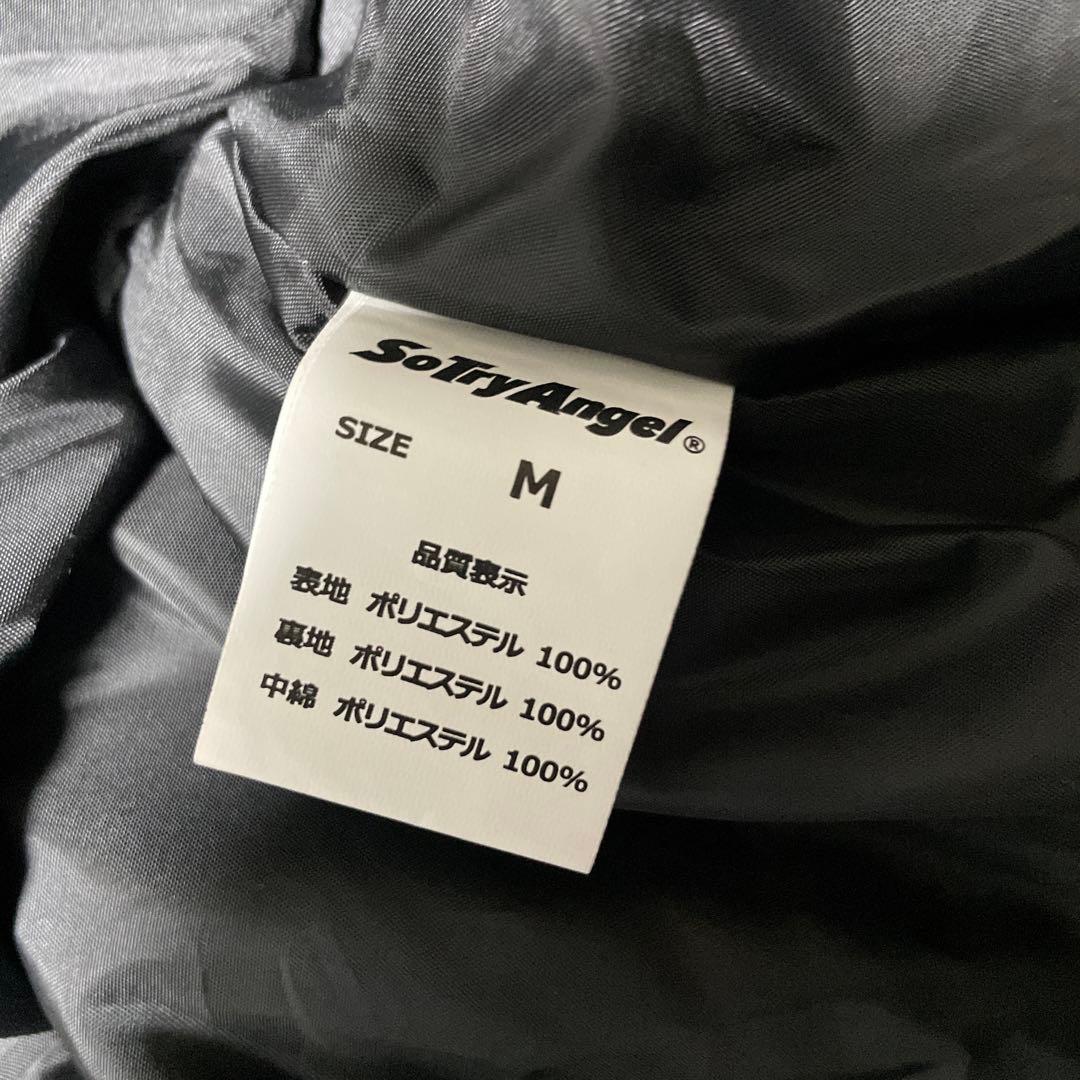 SoTryAngel®
SIZE M
品質表示
表地 ポリエステル 100%
裏地 ポリエステル 100%
中綿 ポリエステル 100%